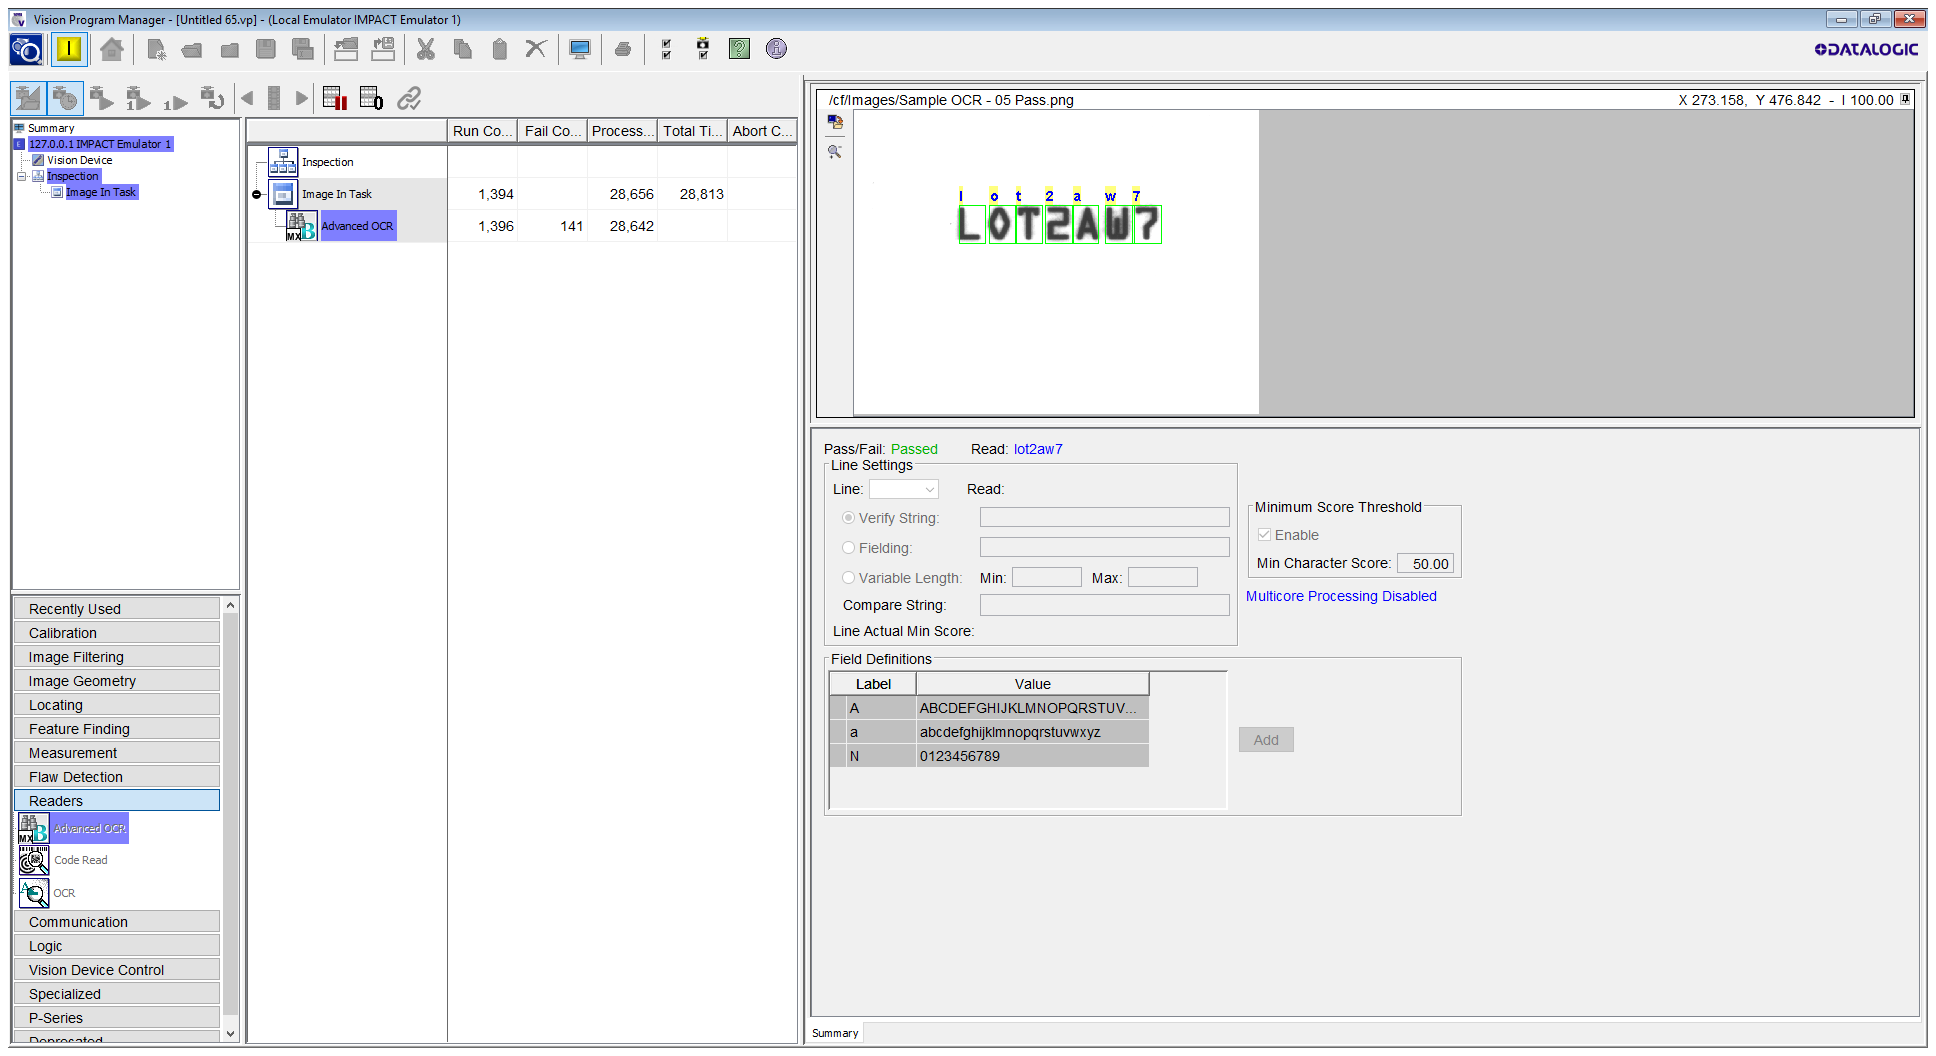 Vision Program Manager - [Untitled 65.vp] - (Local Emulator IMPACT Emulator 1)
DATALOGIC
Summary
127.0.0.1 IMPACT Emulator 1
Vision Device
Inspection
Image In Task
Run Co... Fail Co... Process... Total Ti... Abort C...
Inspection
Image In Task 1,394 28,656 28,813
Advanced OCR 1,396 141 28,642
Recently Used
Calibration
Image Filtering
Image Geometry
Locating
Feature Finding
Measurement
Flaw Detection
Readers
Advanced OCR
Code Read
OCR
Communication
Logic
Vision Device Control
Specialized
P-Series
Deprecated
/cf/Images/Sample OCR - 05 Pass.png X 273.158, Y 476.842 - I 100.00
l o t 2 a w 7
LOT2AW7
Pass/Fail: Passed Read: lot2aw7
Line Settings
Line: Read:
Verify String:
Fielding:
Variable Length: Min: Max:
Compare String:
Line Actual Min Score:
Minimum Score Threshold
Enable
Min Character Score: 50.00
Multicore Processing Disabled
Field Definitions
Label Value
A ABCDEFGHIJKLMNOPQRSTUV...
a abcdefghijklmnopqrstuvwxyz
N 0123456789
Add
Summary